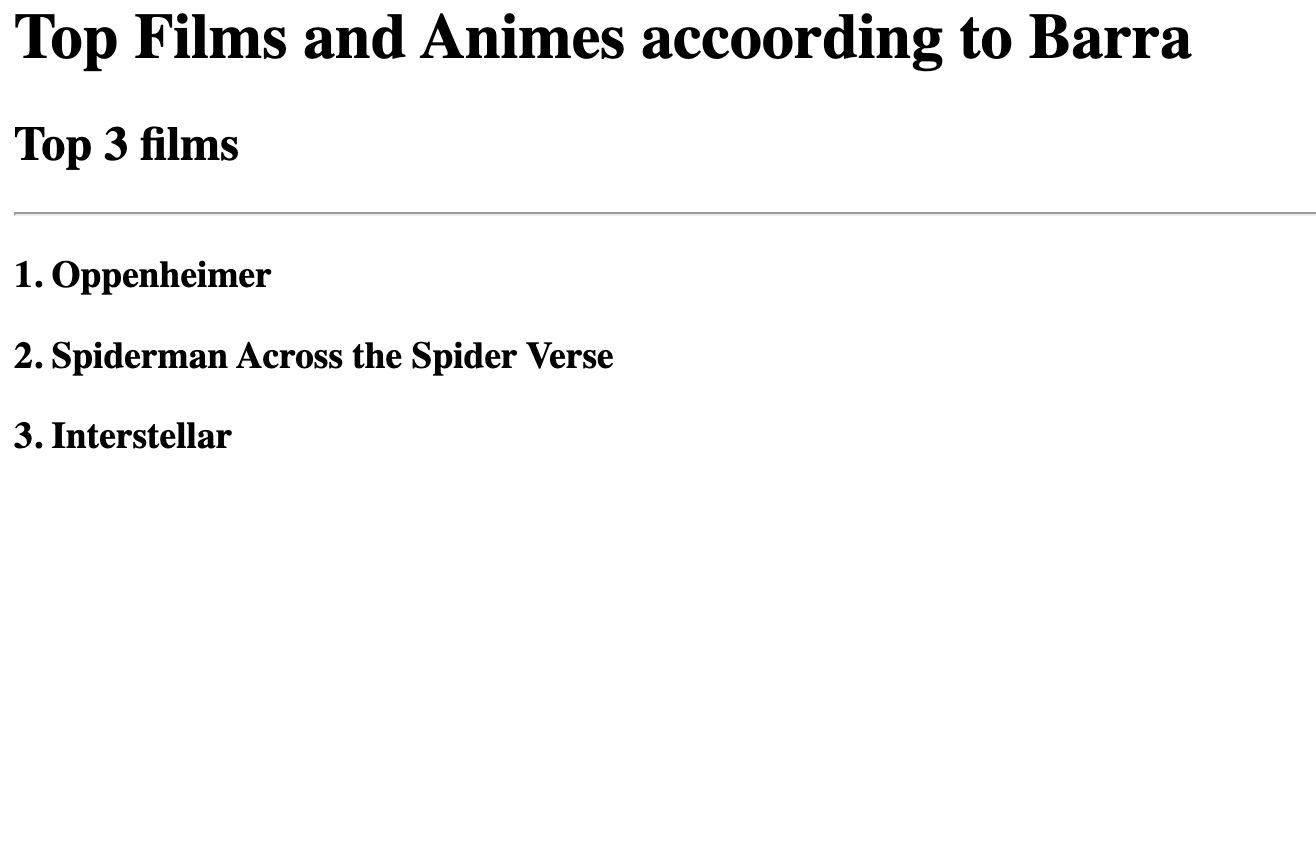 Top Films and Animes accoording to Barra
Top 3 films
1. Oppenheimer
2. Spiderman Across the Spider Verse
3. Interstellar